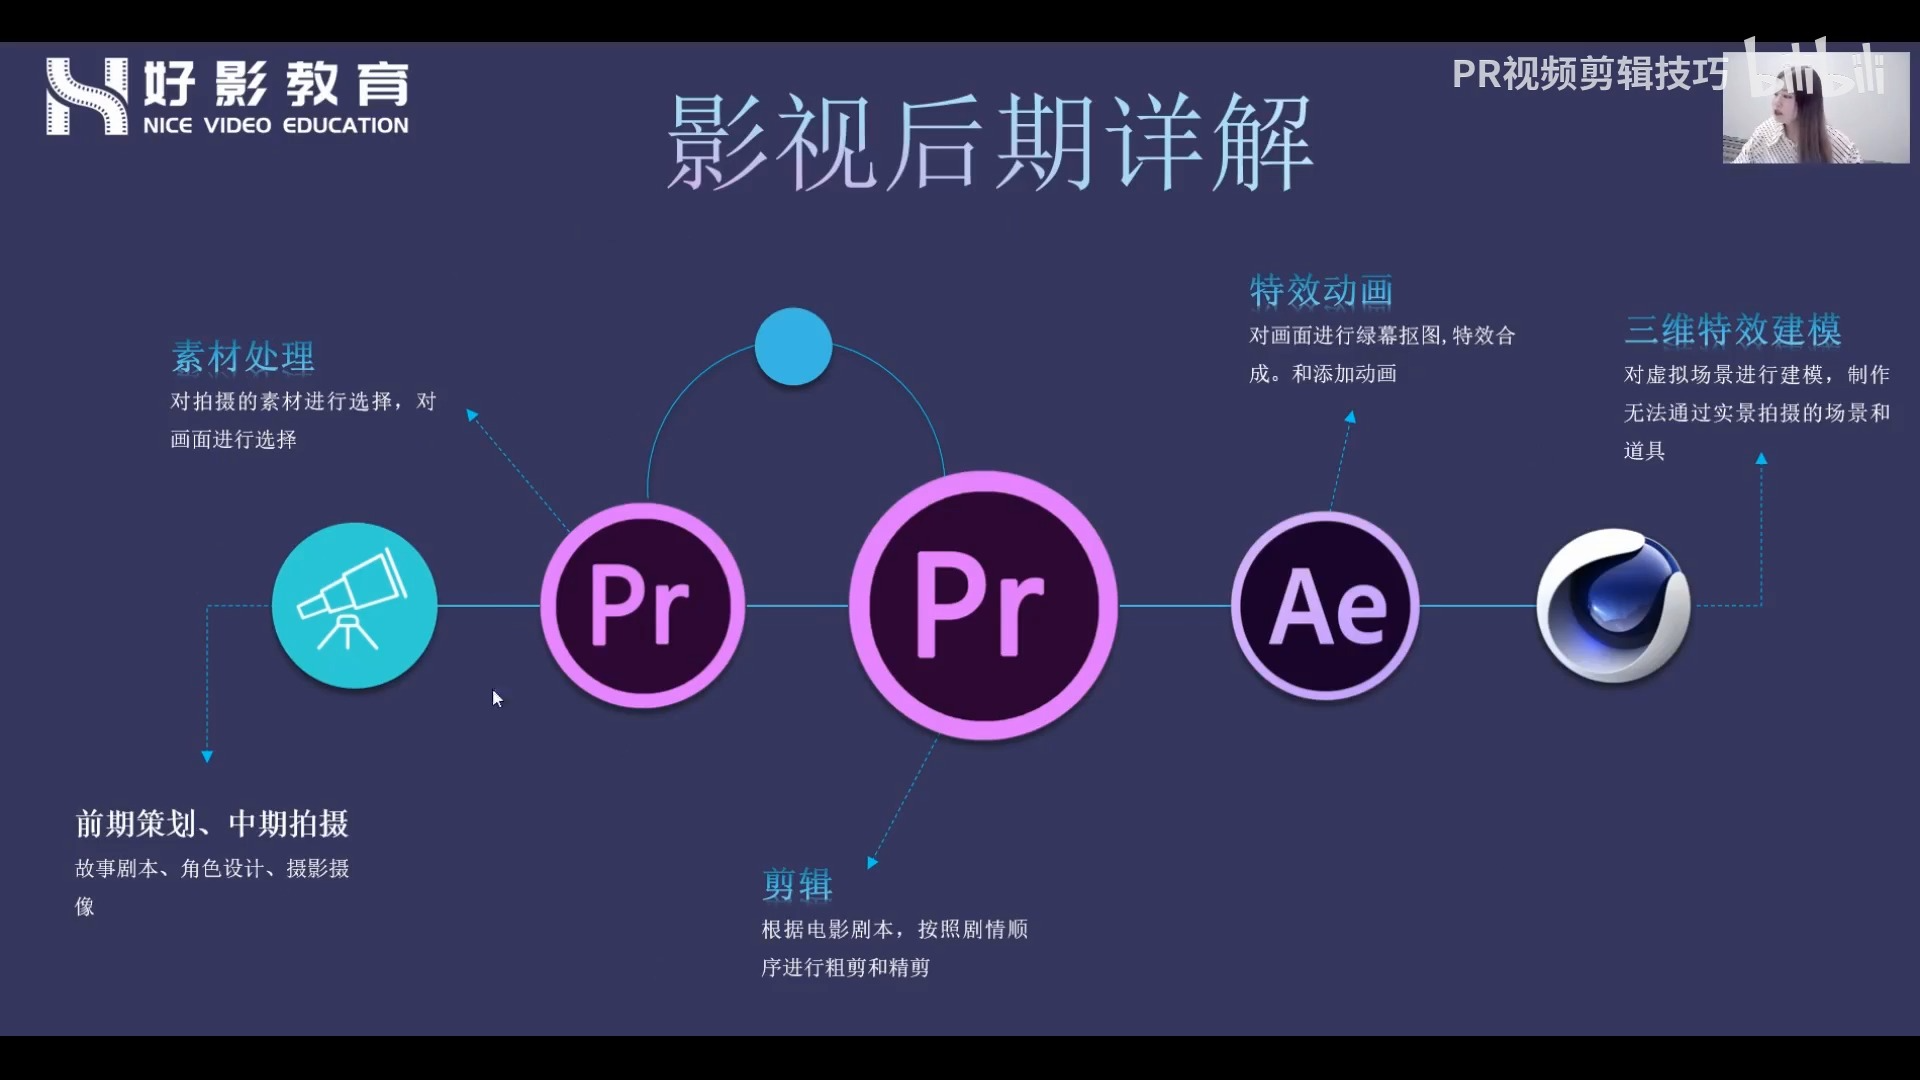 好影教育
NICE VIDEO EDUCATION
PR视频剪辑技巧
bilibili
影视后期详解
素材处理
对拍摄的素材进行选择，对
画面进行选择
特效动画
对画面进行绿幕抠图,特效合
成。和添加动画
三维特效建模
对虚拟场景进行建模，制作
无法通过实景拍摄的场景和
道具
Pr
Pr
Ae
前期策划、中期拍摄
故事剧本、角色设计、摄影摄
像
剪辑
根据电影剧本，按照剧情顺
序进行粗剪和精剪